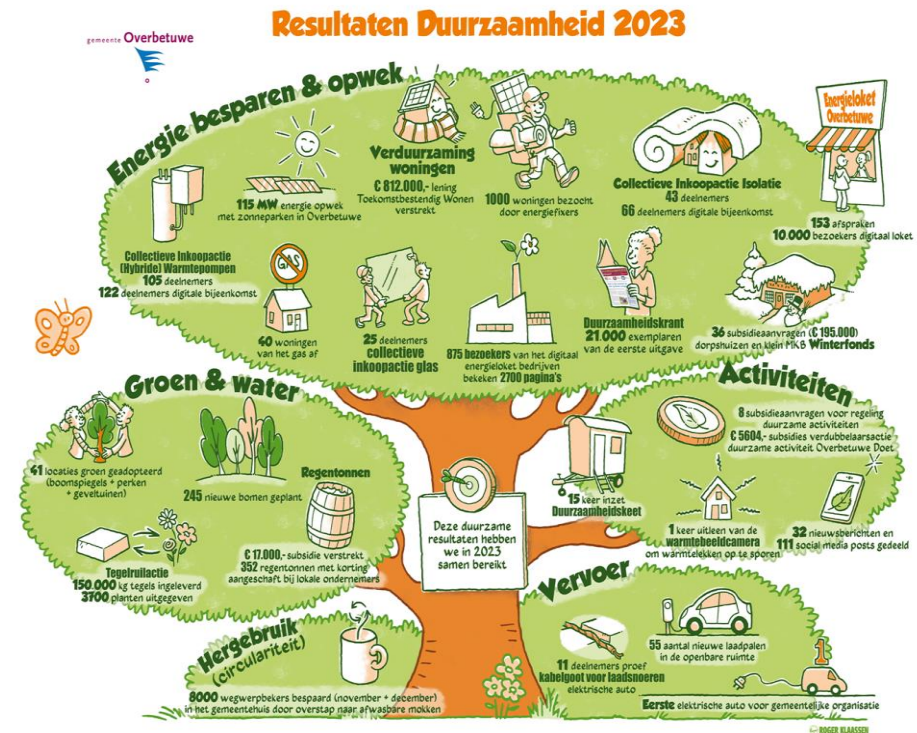 Resultaten Duurzaamheid 2023
gemeente Overbetuwe
Energie besparen & opwek
115 MW energie opwek
met zonneparken in Overbetuwe
Verduurzaming
woningen
€ 812.000,- lening
Toekomstbestendig Wonen
verstrekt
1000 woningen bezocht
door energiefixers
Collectieve Inkoopactie Isolatie
43 deelnemers
66 deelnemers digitale bijeenkomst
Energieloket
Overbetuwe
153 afspraken
10.000 bezoekers digitaal loket
Collectieve Inkoopactie
(Hybride) Warmtepompen
105 deelnemers
122 deelnemers digitale bijeenkomst
GAS
40 woningen
van het gas af
25 deelnemers
collectieve
inkoopactie glas
875 bezoekers van het digitaal
energieloket bedrijven
bekeken 2700 pagina's
Duurzaamheidskrant
21.000 exemplaren
van de eerste uitgave
36 subsidieaanvragen (€ 195.000)
dorpshuizen en klein MKB Winterfonds
Groen & water
41 locaties groen geadopteerd
(boomspiegels + perken
+ geveltuinen)
245 nieuwe bomen geplant
Regentonnen
€ 17.000,- subsidie verstrekt
352 regentonnen met korting
aangeschaft bij lokale ondernemers
Tegelruilactie
150.000 kg tegels ingeleverd
3700 planten uitgegeven
Deze duurzame
resultaten hebben
we in 2023
samen bereikt
Activiteiten
8 subsidieaanvragen voor regeling
duurzame activiteiten
€ 5604,- subsidies verdubbelaarsactie
duurzame activiteit Overbetuwe Doet
15 keer inzet
Duurzaamheidskeet
1 keer uitleen van de
warmtebeeldcamera
om warmtelekken op te sporen
32 nieuwsberichten en
111 social media posts gedeeld
Hergebruik
(circulariteit)
8000 wegwerpbekers bespaard (november + december)
in het gemeentehuis door overstap naar afwasbare mokken
Vervoer
11 deelnemers proef
kabelgoot voor laadsnoeren
elektrische auto
55 aantal nieuwe laadpalen
in de openbare ruimte
1
Eerste elektrische auto voor gemeentelijke organisatie
© ROGER KLAASSEN